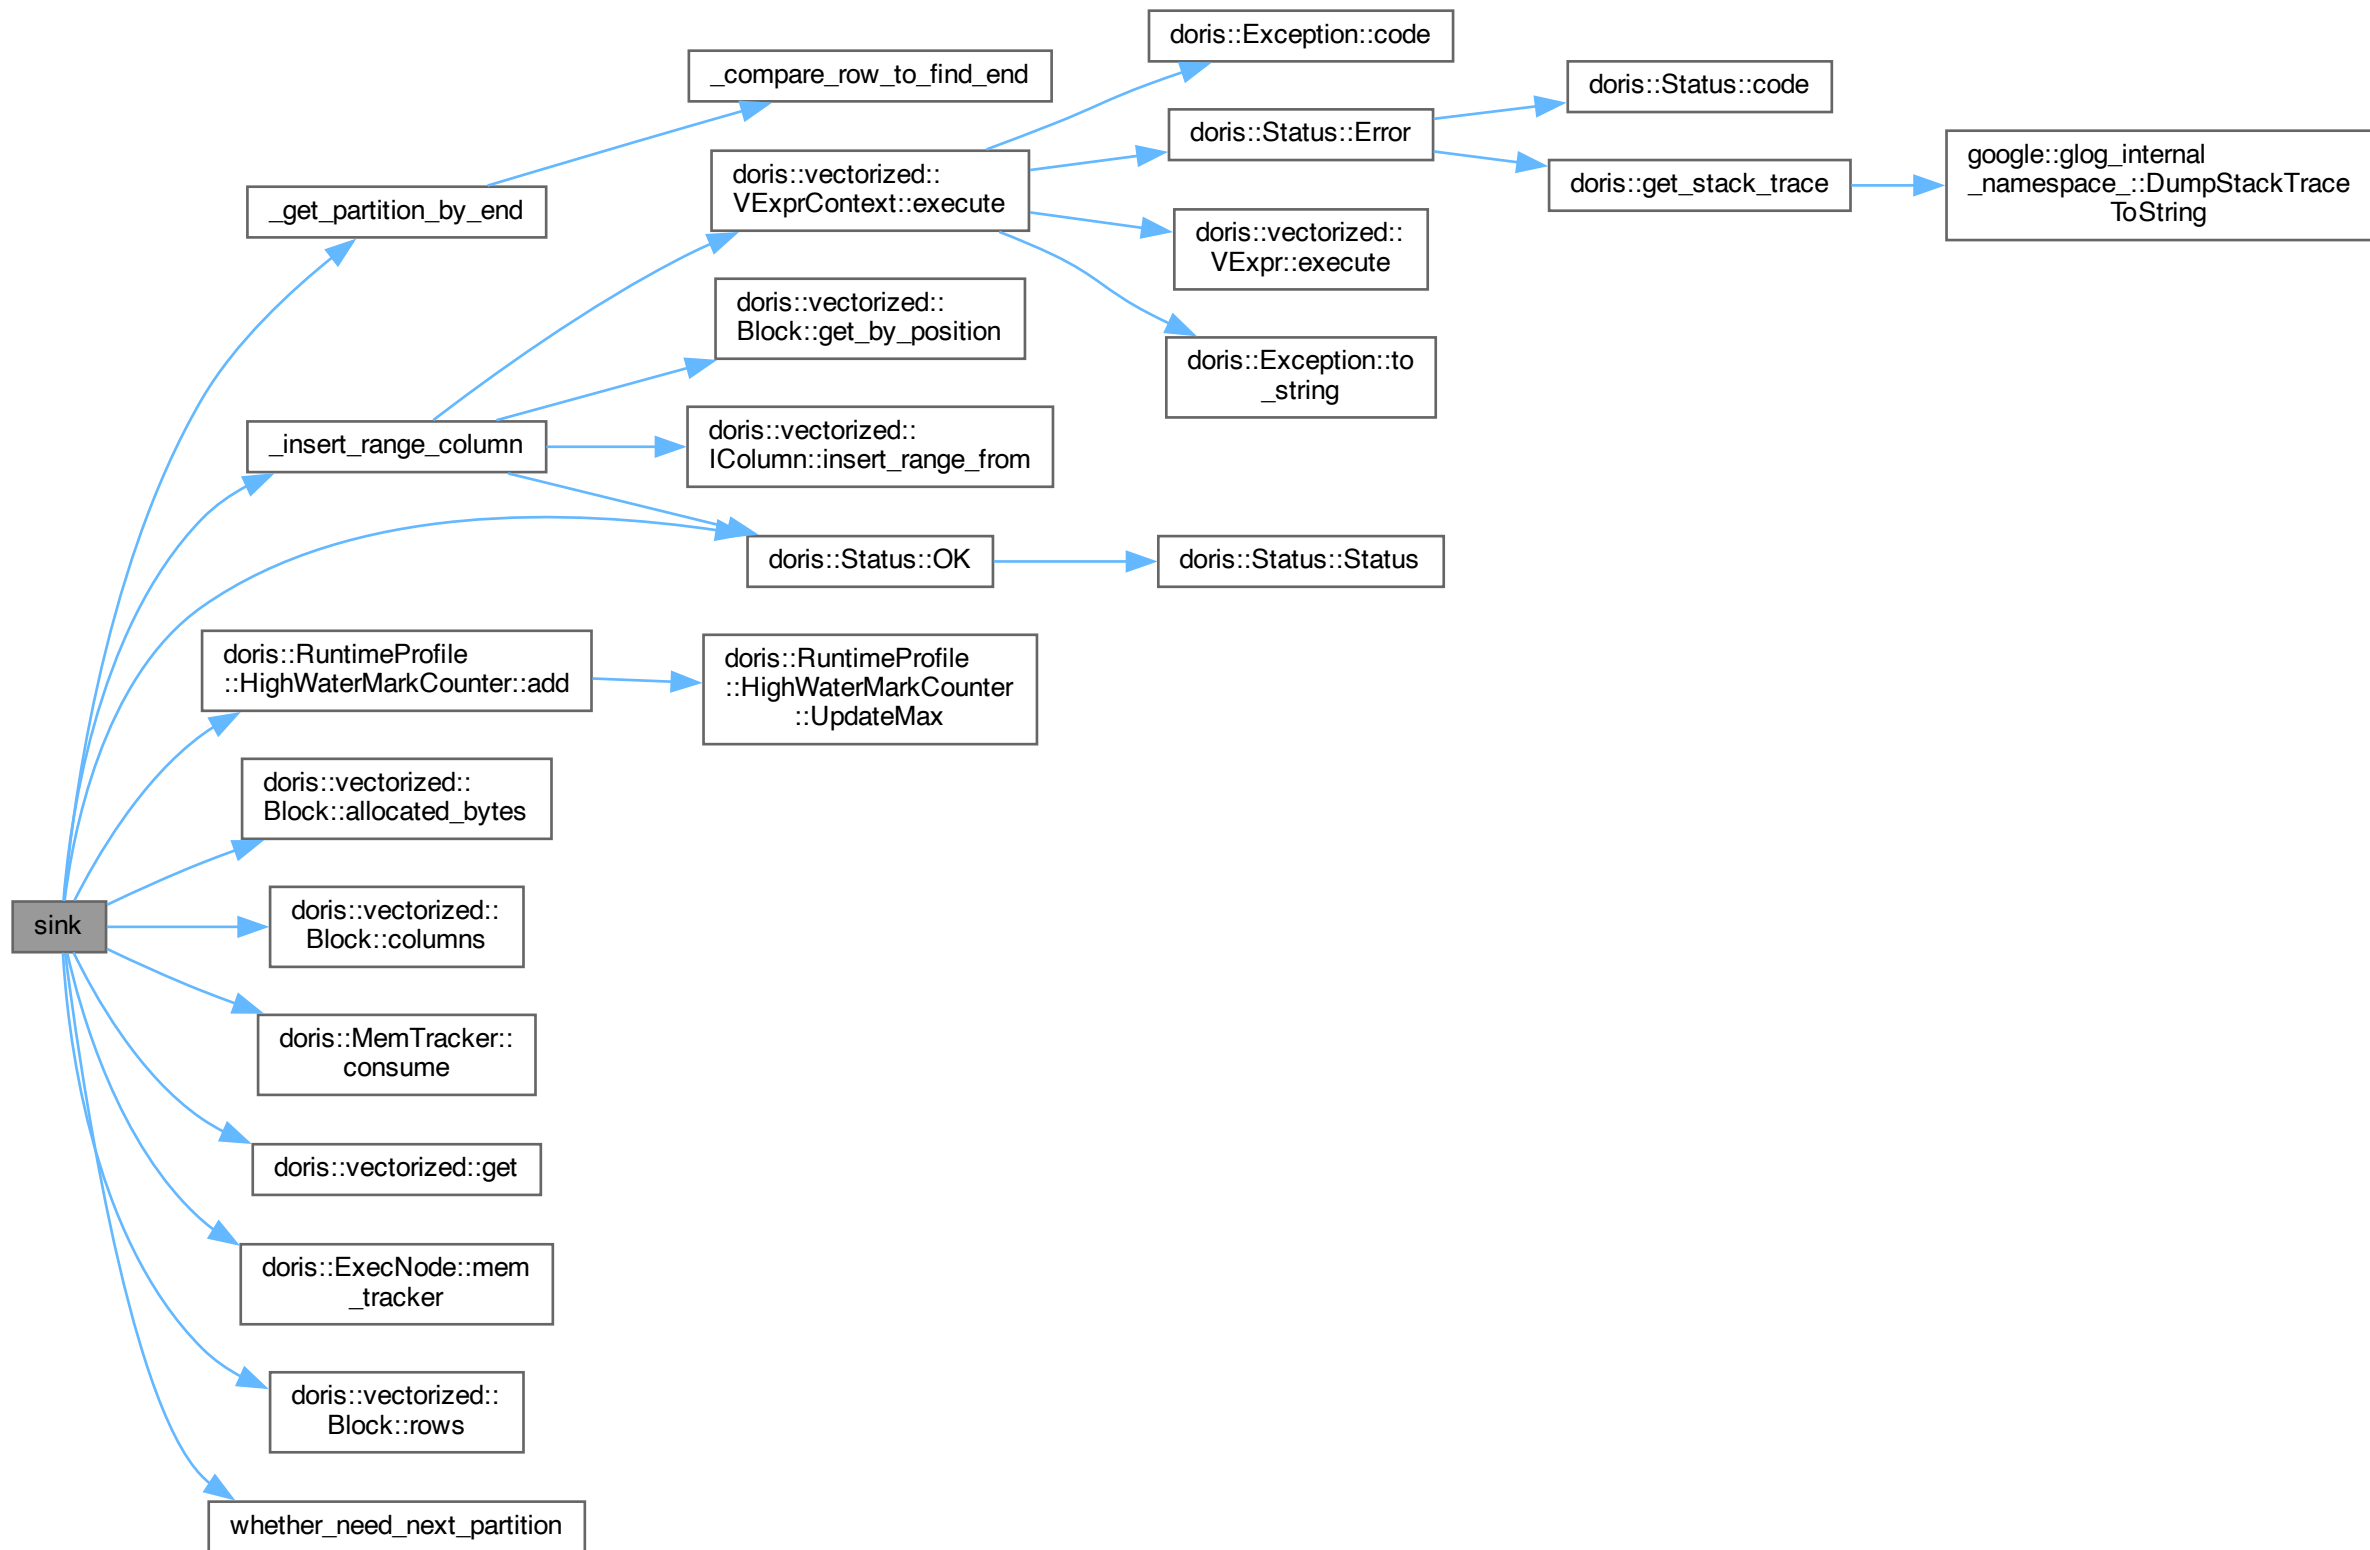 sink
_get_partition_by_end
_compare_row_to_find_end
_insert_range_column
doris::vectorized::
VExprContext::execute
doris::Exception::code
doris::Status::Error
doris::Status::code
doris::get_stack_trace
google::glog_internal
_namespace_::DumpStackTrace
ToString
doris::vectorized::
VExpr::execute
doris::Exception::to
_string
doris::vectorized::
Block::get_by_position
doris::vectorized::
IColumn::insert_range_from
doris::Status::OK
doris::Status::Status
doris::RuntimeProfile
::HighWaterMarkCounter::add
doris::RuntimeProfile
::HighWaterMarkCounter
::UpdateMax
doris::vectorized::
Block::allocated_bytes
doris::vectorized::
Block::columns
doris::MemTracker::
consume
doris::vectorized::get
doris::ExecNode::mem
_tracker
doris::vectorized::
Block::rows
whether_need_next_partition